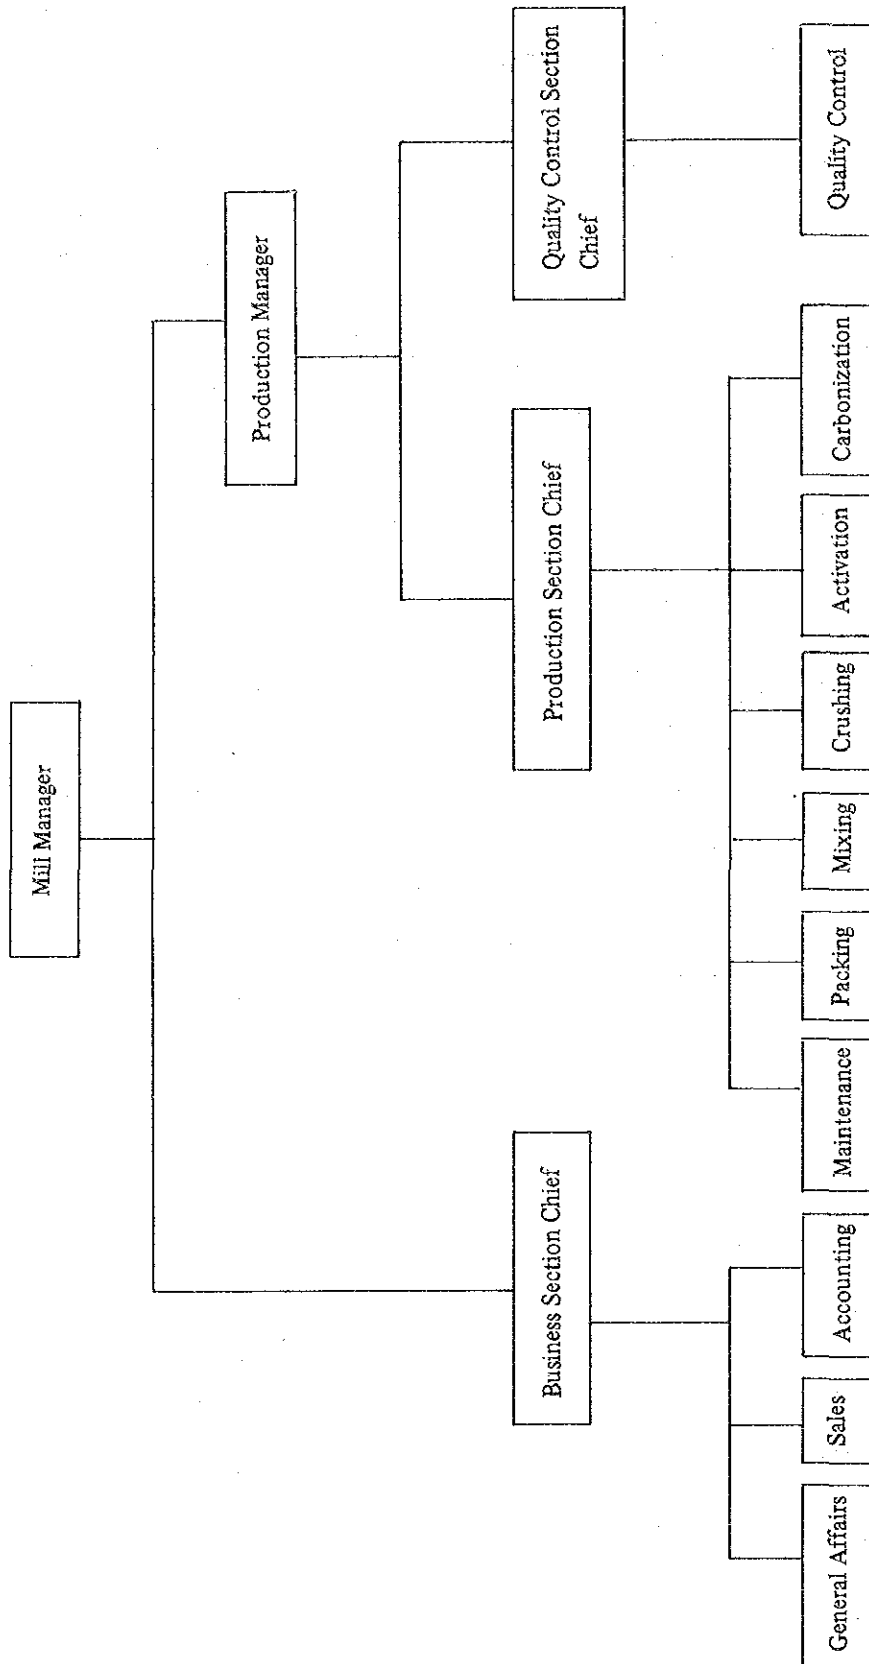 Mill Manager
Production Manager
Business Section Chief
Production Section Chief
Quality Control Section
Chief
General Affairs
Sales
Accounting
Maintenance
Packing
Mixing
Crushing
Activation
Carbonization
Quality Control